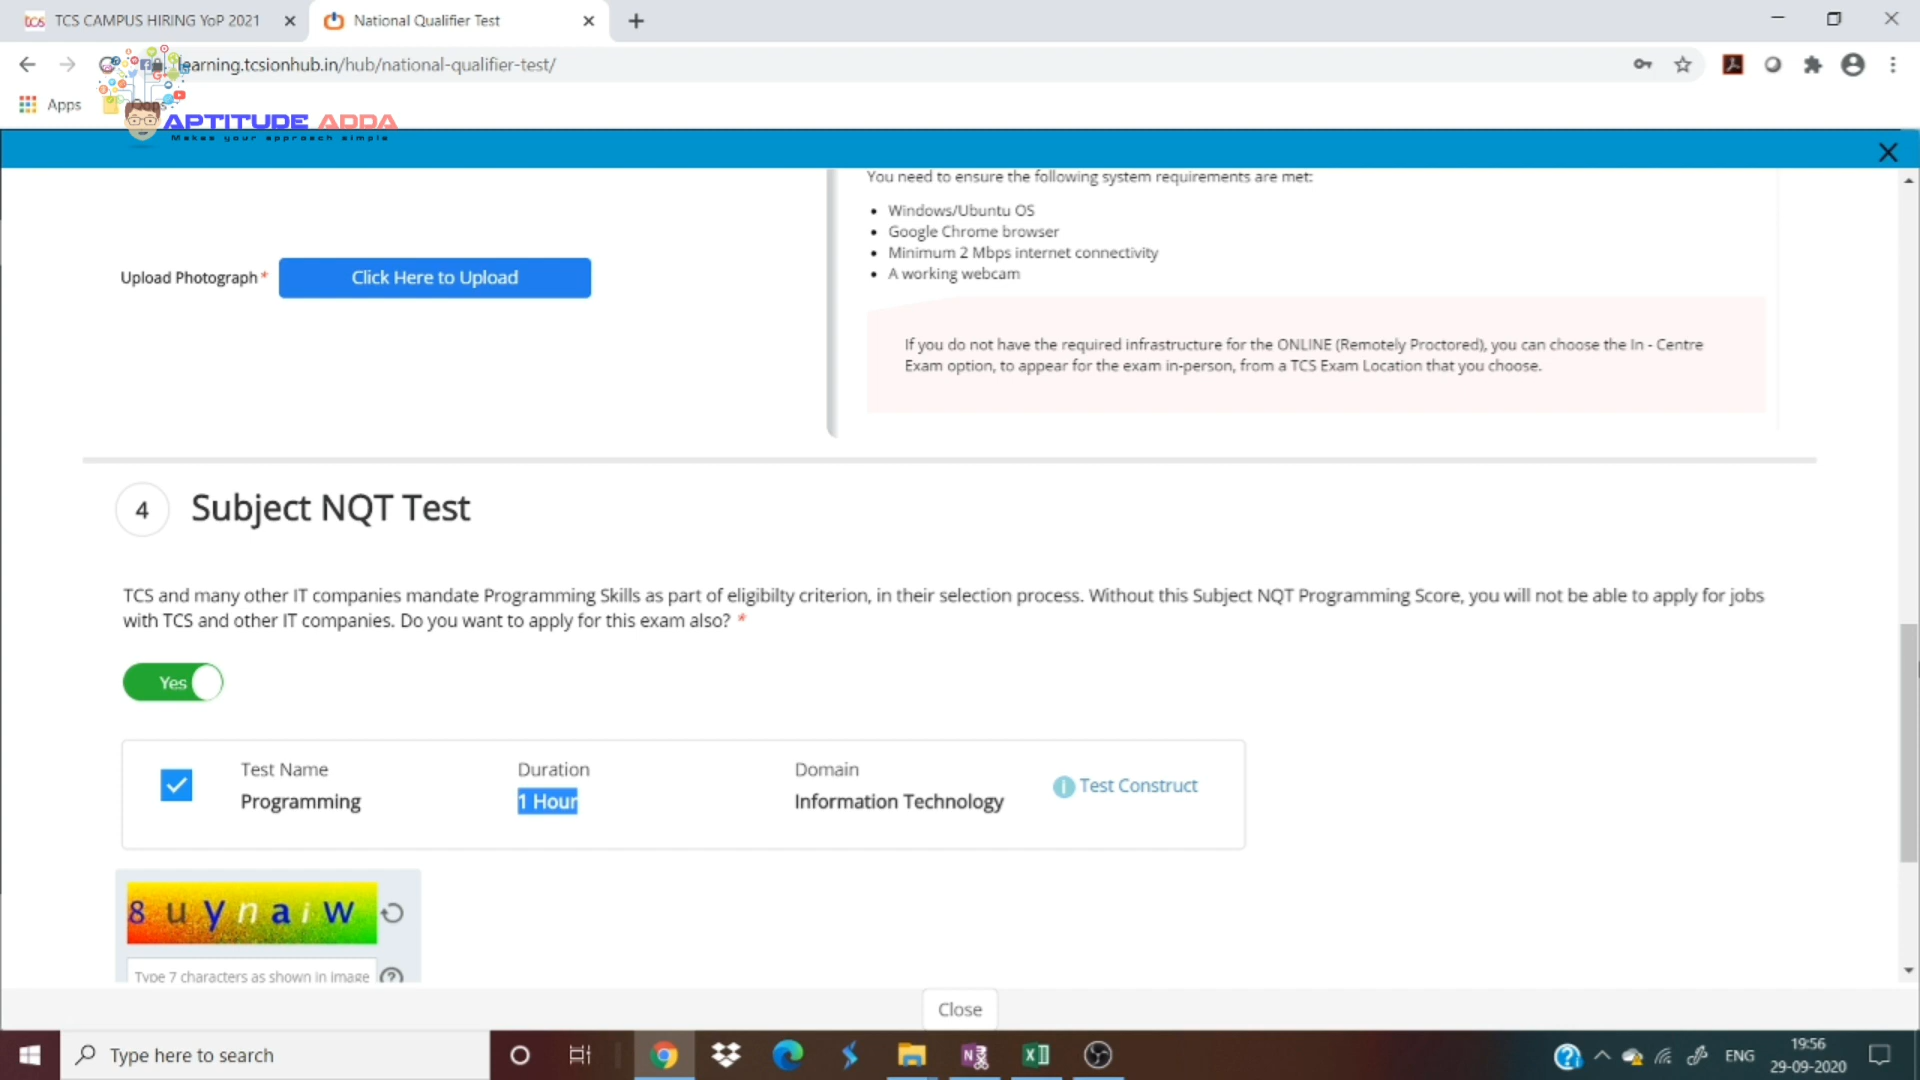 tcs TCS CAMPUS HIRING YoP 2021
National Qualifier Test
learning.tcsionhub.in/hub/national-qualifier-test/
Apps
Oops
APTITUDE ADDA
Makes your approach simple
You need to ensure the following system requirements are met:
Windows/Ubuntu OS
Google Chrome browser
Minimum 2 Mbps internet connectivity
A working webcam
Upload Photograph * Click Here to Upload
If you do not have the required infrastructure for the ONLINE (Remotely Proctored), you can choose the In - Centre
Exam option, to appear for the exam in-person, from a TCS Exam Location that you choose.
4 Subject NQT Test
TCS and many other IT companies mandate Programming Skills as part of eligibilty criterion, in their selection process. Without this Subject NQT Programming Score, you will not be able to apply for jobs
with TCS and other IT companies. Do you want to apply for this exam also? *
Yes
Test Name Duration Domain
Programming 1 Hour Information Technology
Test Construct
8 u y n a i w
Type 7 characters as shown in image
Close
Type here to search
ENG
19:56
29-09-2020